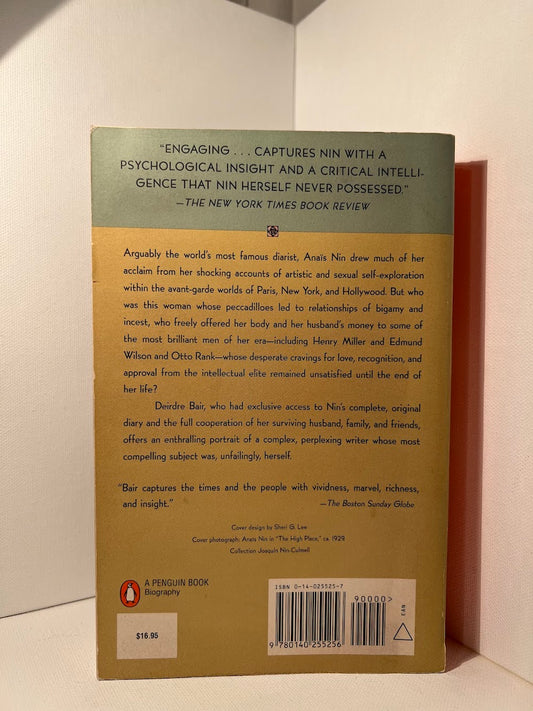 "ENGAGING . . . CAPTURES NIN WITH A
PSYCHOLOGICAL INSIGHT AND A CRITICAL INTELLI-
GENCE THAT NIN HERSELF NEVER POSSESSED."
—THE NEW YORK TIMES BOOK REVIEW
Arguably the world's most famous diarist, Anaïs Nin drew much of her
acclaim from her shocking accounts of artistic and sexual self-exploration
within the avant-garde worlds of Paris, New York, and Hollywood. But who
was this woman whose peccadilloes led to relationships of bigamy and
incest, who freely offered her body and her husband's money to some of
the most brilliant men of her era—including Henry Miller and Edmund
Wilson and Otto Rank—whose desperate cravings for love, recognition, and
approval from the intellectual elite remained unsatisfied until the end of
her life?
Deirdre Bair, who had exclusive access to Nin's complete, original
diary and the full cooperation of her surviving husband, family, and friends,
offers an enthralling portrait of a complex, perplexing writer whose most
compelling subject was, unfailingly, herself.
"Bair captures the times and the people with vividness, marvel, richness,
and insight." —The Boston Sunday Globe
Cover design by Sheri G. Lee
Cover photograph: Anaïs Nin in "The High Place," ca. 1929
Collection Joaquin Nin-Culmell
A PENGUIN BOOK
Biography
$16.95
ISBN 0-14-025525-7
90000>
EAN
9 780140 255256